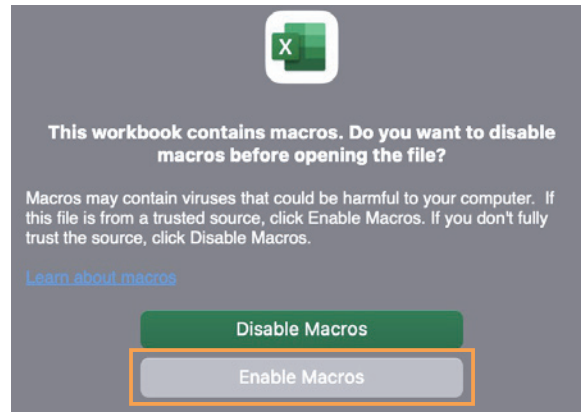 X
This workbook contains macros. Do you want to disable
macros before opening the file?
Macros may contain viruses that could be harmful to your computer.  If
this file is from a trusted source, click Enable Macros. If you don't fully
trust the source, click Disable Macros.
Learn about macros
Disable Macros
Enable Macros